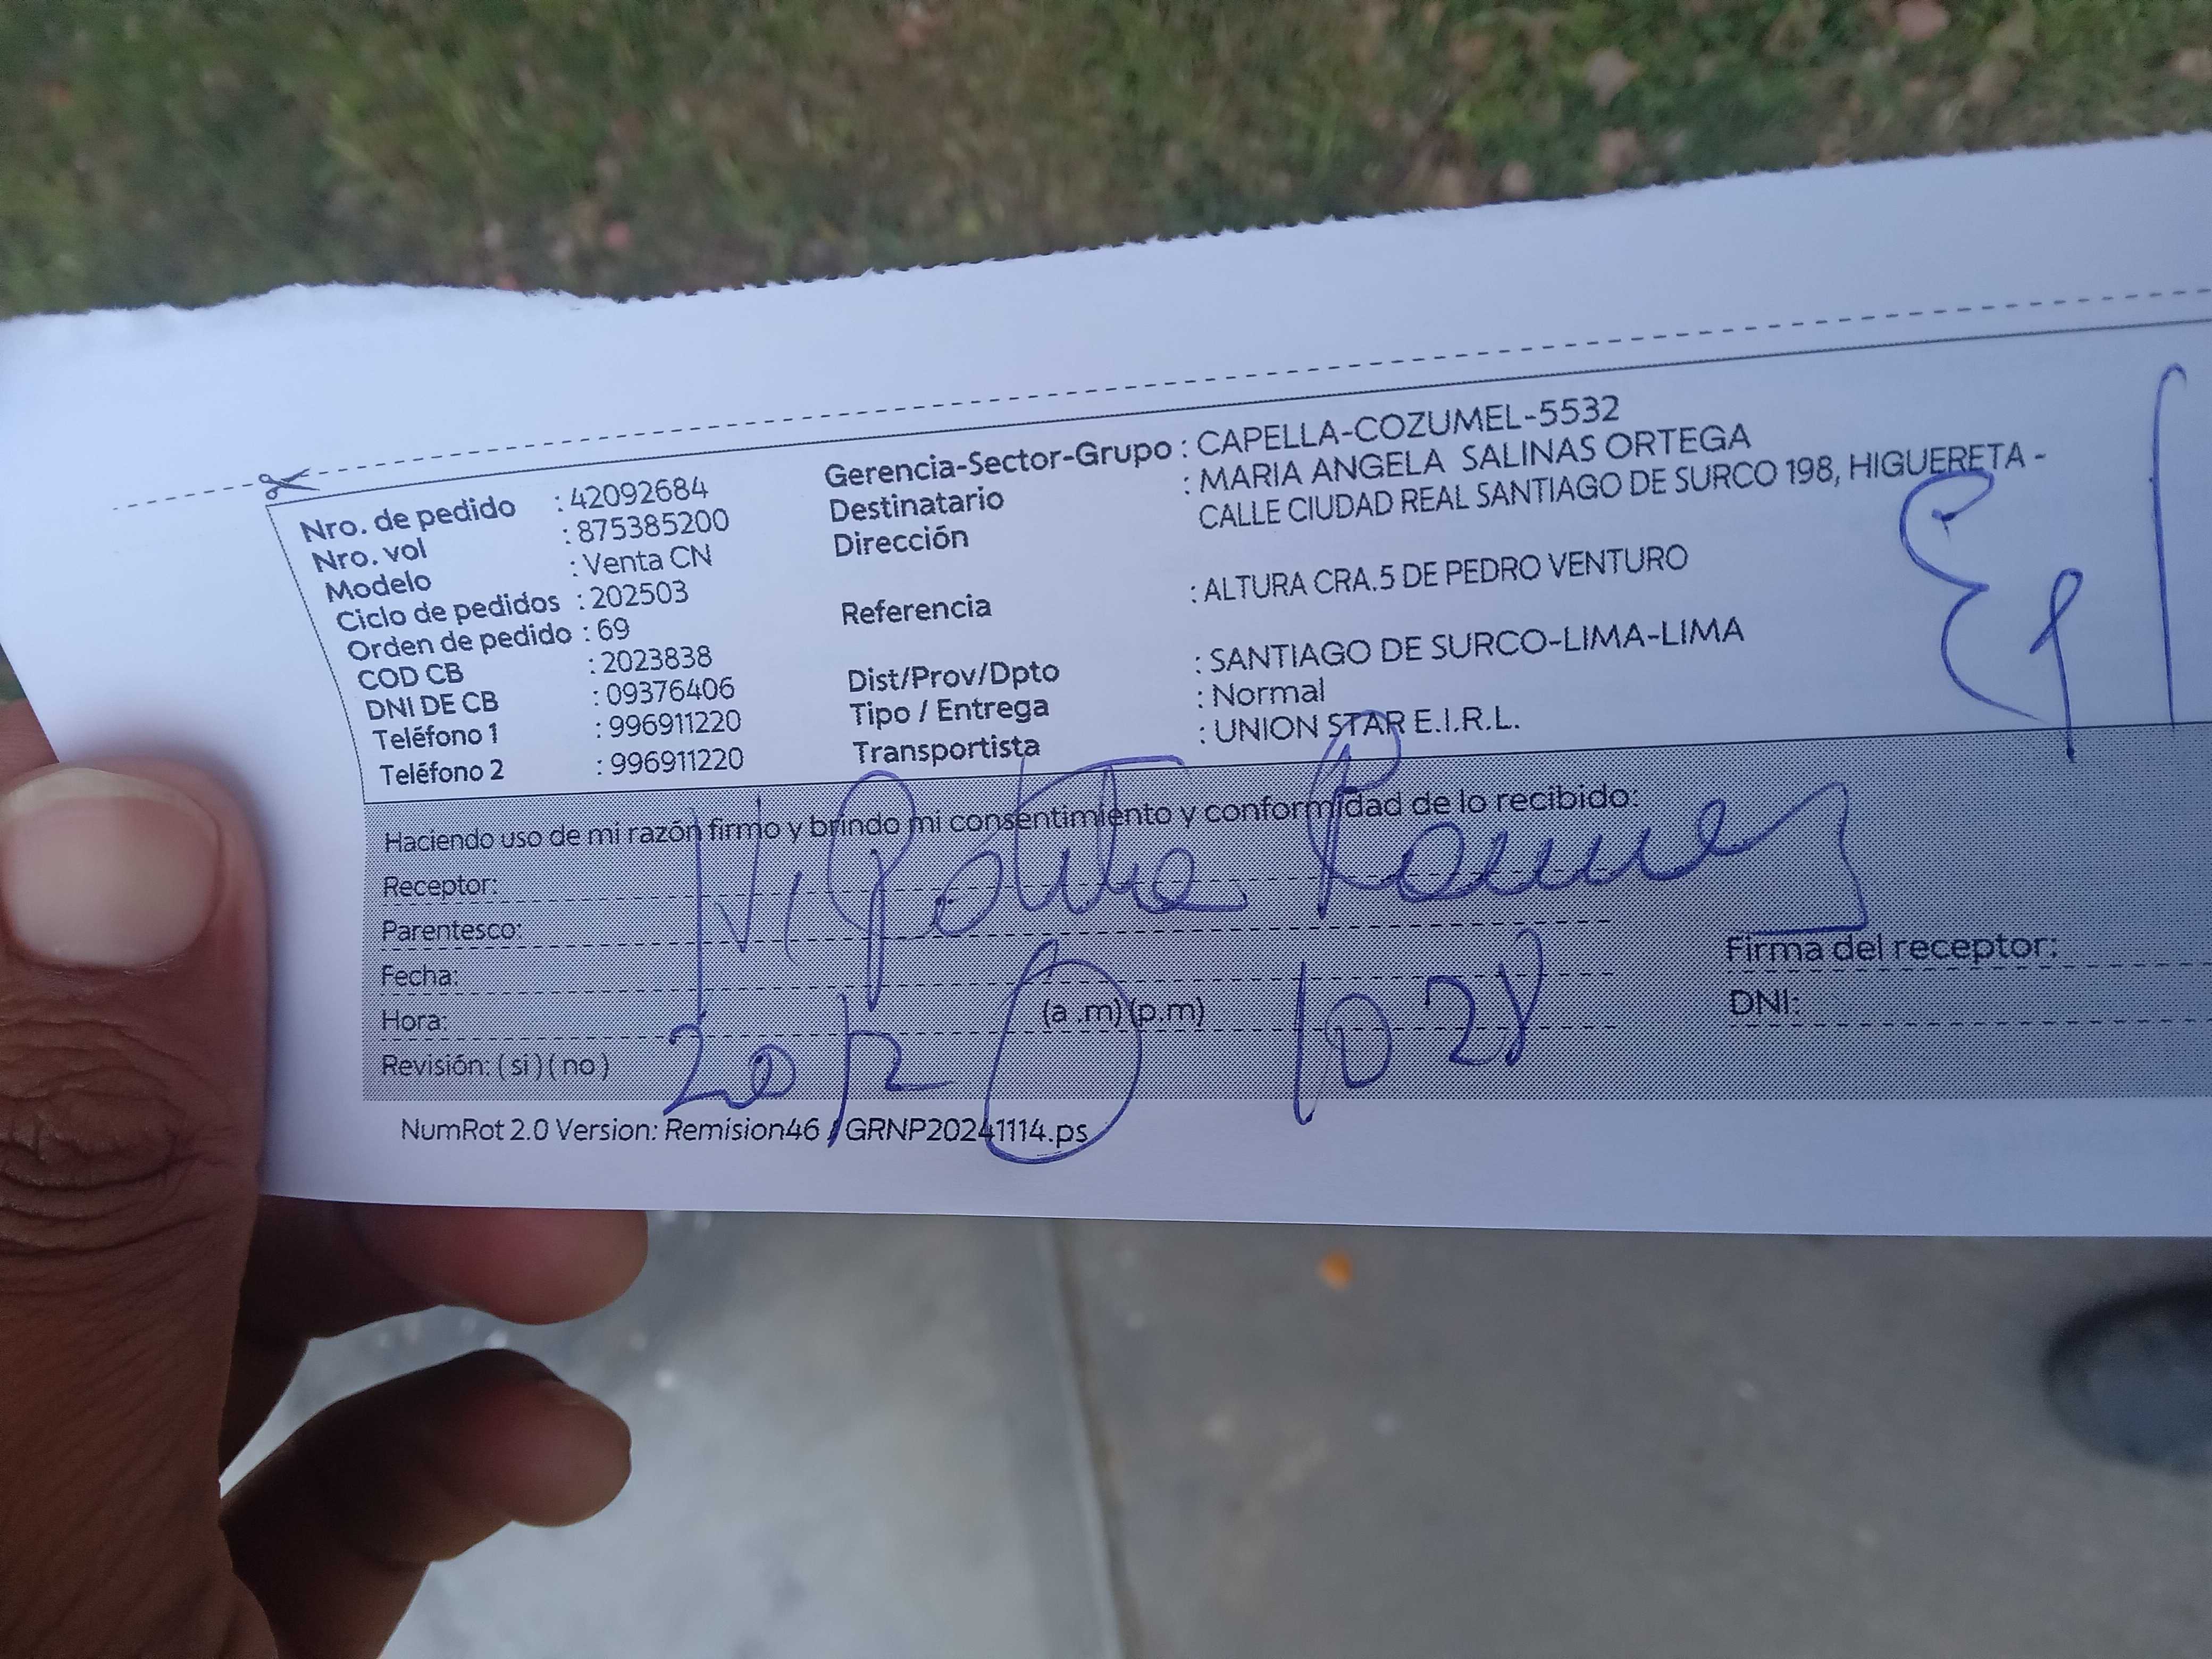 Nro. de pedido : 42092684
Nro. vol : 875385200
Modelo : Venta CN
Ciclo de pedidos : 202503
Orden de pedido : 69
COD CB : 2023838
DNI DE CB : 09376406
Teléfono 1 : 996911220
Teléfono 2 : 996911220
Gerencia-Sector-Grupo : CAPELLA-COZUMEL-5532
Destinatario : MARIA ANGELA SALINAS ORTEGA
Dirección CALLE CIUDAD REAL SANTIAGO DE SURCO 198, HIGUERETA -
Referencia : ALTURA CRA.5 DE PEDRO VENTURO
Dist/Prov/Dpto : SANTIAGO DE SURCO-LIMA-LIMA
Tipo / Entrega : Normal
Transportista : UNION STAR E.I.R.L.
Haciendo uso de mi razón firmo y brindo mi consentimiento y conformidad de lo recibido:
Receptor:
Parentesco:
Fecha:
Hora: (a .m)(p.m)
Revisión: ( si ) ( no )
Firma del receptor:
DNI:
10 28
NumRot 2.0 Version: Remision46 / GRNP20241114.ps